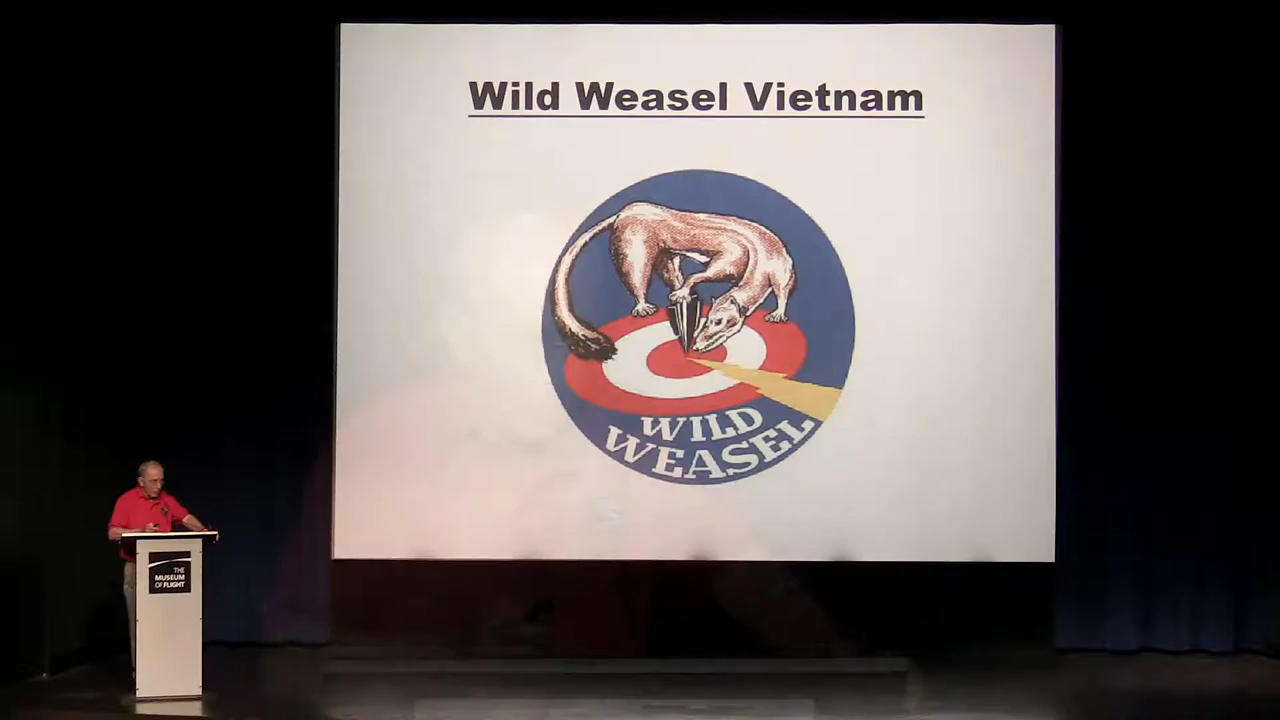 Wild Weasel Vietnam
WILD
WEASEL
THE
MUSEUM
OF FLIGHT